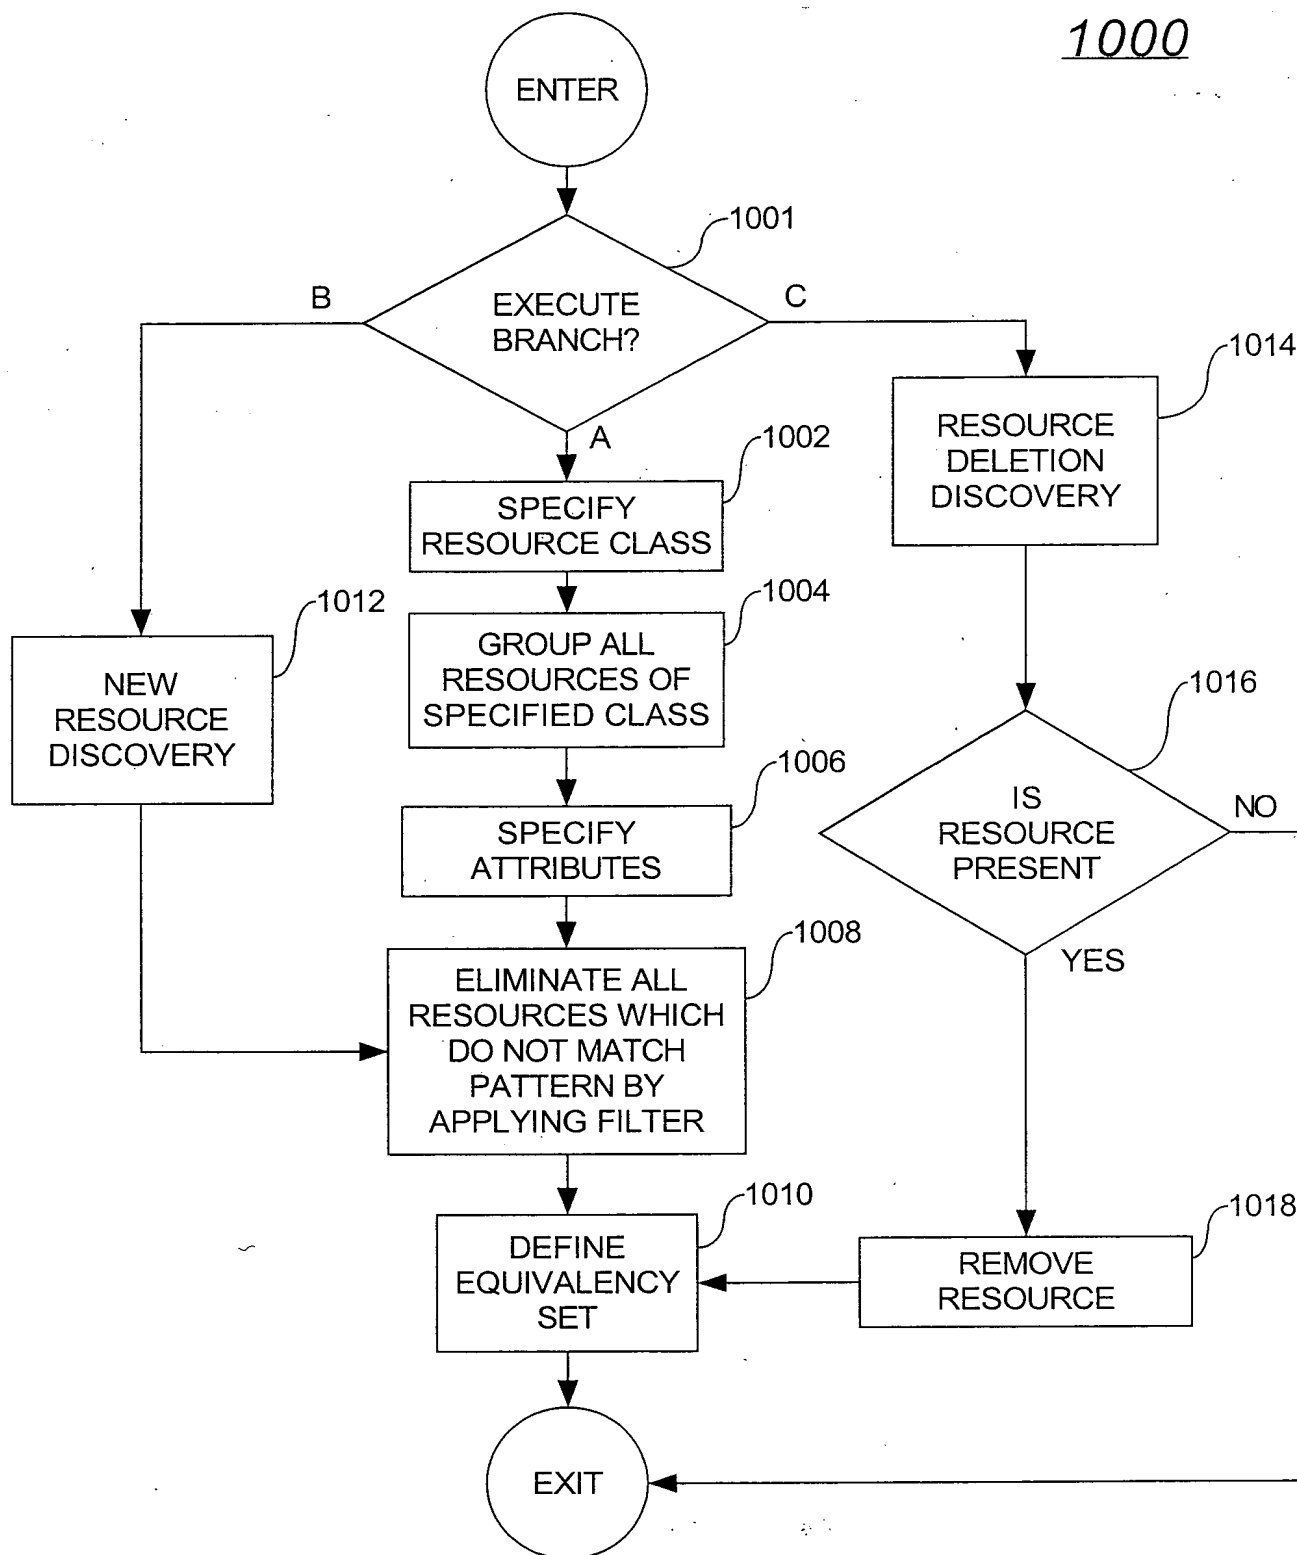 1000
ENTER
1001
B
EXECUTE
BRANCH?
C
A
1014
RESOURCE
DELETION
DISCOVERY
1002
SPECIFY
RESOURCE CLASS
1012
NEW
RESOURCE
DISCOVERY
1004
GROUP ALL
RESOURCES OF
SPECIFIED CLASS
1016
IS
RESOURCE
PRESENT
NO
YES
1006
SPECIFY
ATTRIBUTES
1008
ELIMINATE ALL
RESOURCES WHICH
DO NOT MATCH
PATTERN BY
APPLYING FILTER
1010
DEFINE
EQUIVALENCY
SET
1018
REMOVE
RESOURCE
EXIT